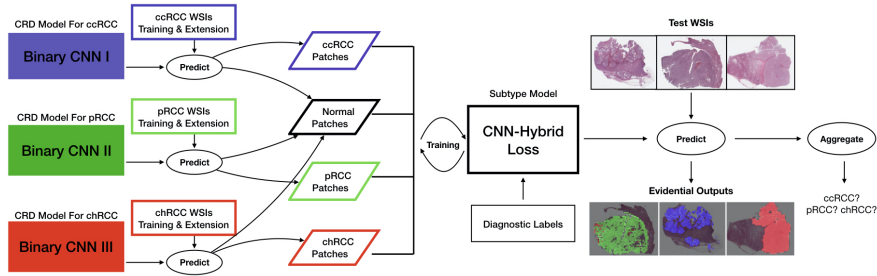 CRD Model For ccRCC
Binary CNN I
ccRCC WSIs
Training & Extension
Predict
ccRCC
Patches
CRD Model For pRCC
Binary CNN II
pRCC WSIs
Training & Extension
Predict
Normal
Patches
pRCC
Patches
CRD Model For chRCC
Binary CNN III
chRCC WSIs
Training & Extension
Predict
chRCC
Patches
Training
Subtype Model
CNN-Hybrid
Loss
Diagnostic Labels
Test WSIs
Predict
Evidential Outputs
Aggregate
ccRCC?
pRCC? chRCC?